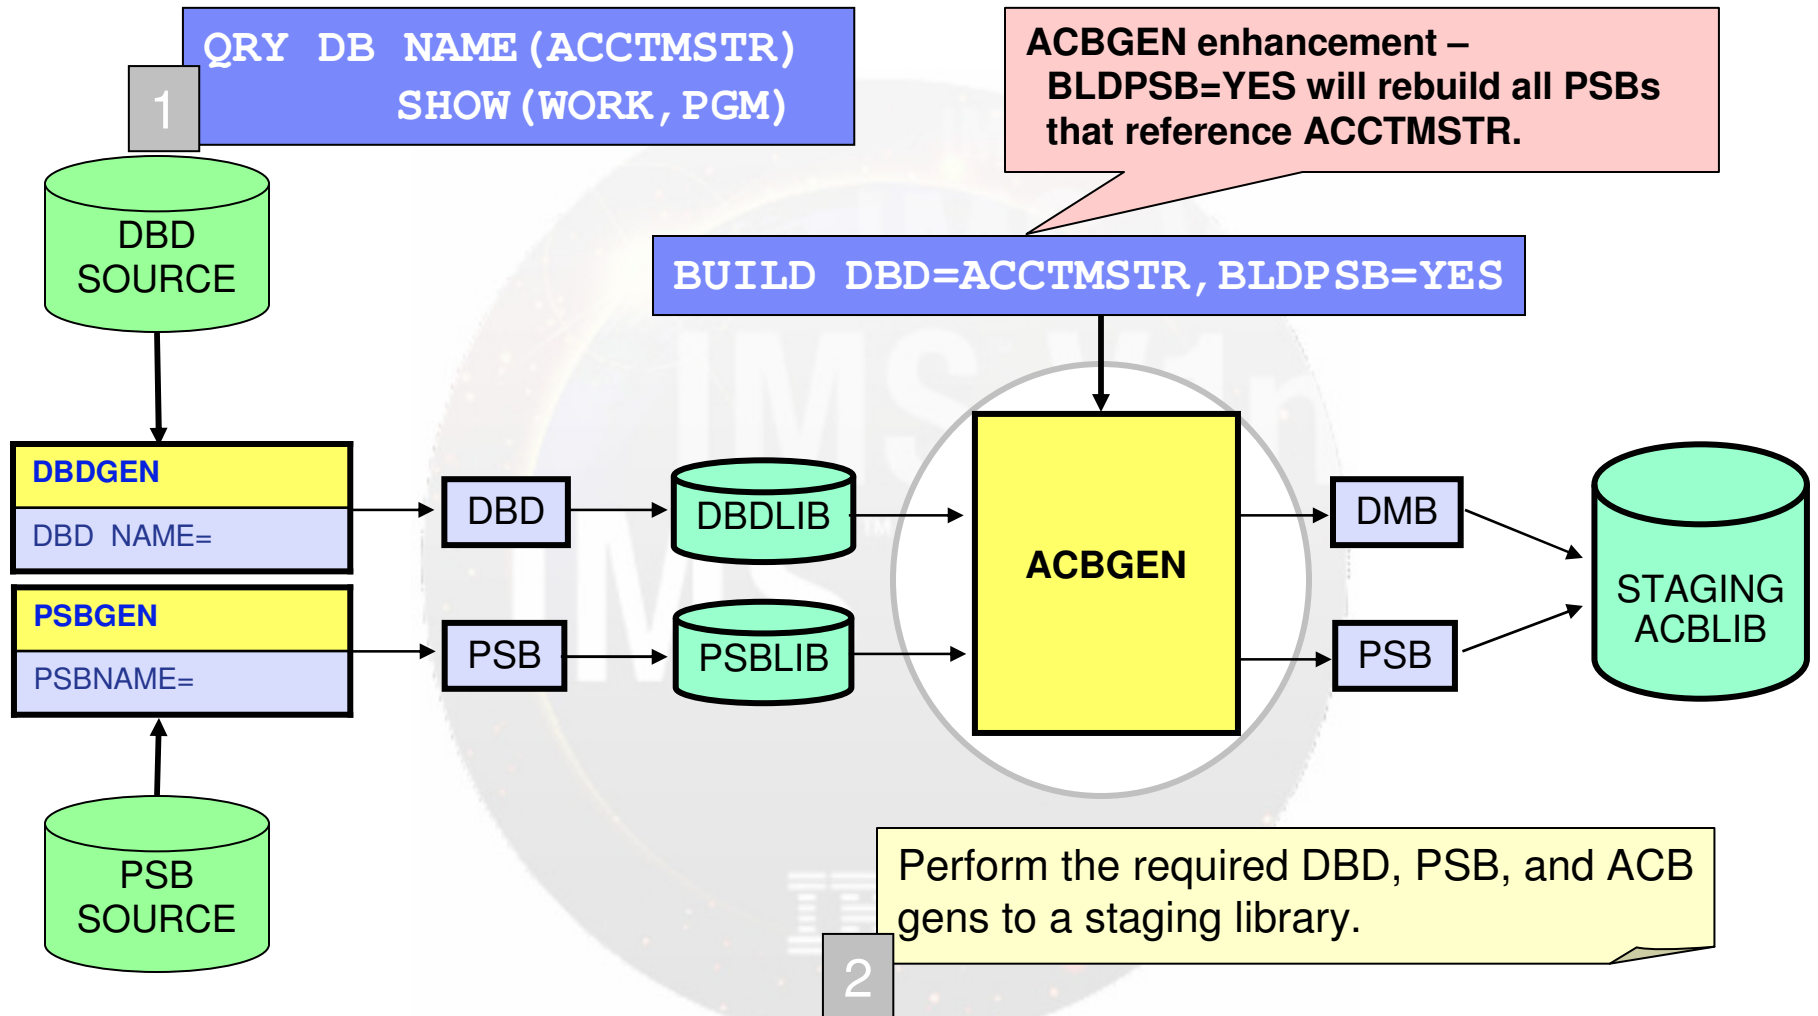 QRY DB NAME(ACCTMSTR)
SHOW(WORK,PGM)
1
ACBGEN enhancement –
BLDPSB=YES will rebuild all PSBs
that reference ACCTMSTR.
DBD
SOURCE
BUILD DBD=ACCTMSTR,BLDPSB=YES
DBDGEN
DBD NAME=
DBD
DBDLIB
ACBGEN
DMB
STAGING
ACBLIB
PSBGEN
PSBNAME=
PSB
PSBLIB
PSB
PSB
SOURCE
Perform the required DBD, PSB, and ACB
gens to a staging library.
2